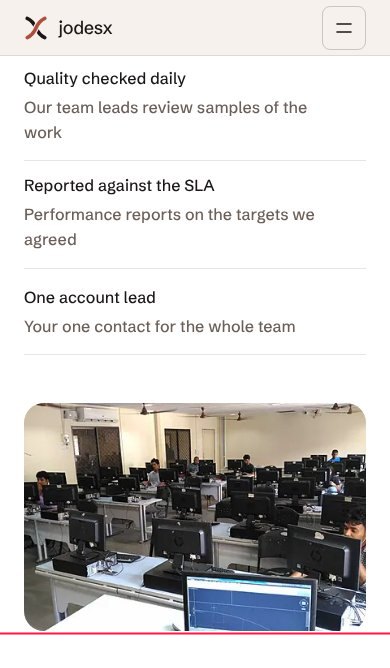 jodesx
Quality checked daily
Our team leads review samples of the
work
Reported against the SLA
Performance reports on the targets we
agreed
One account lead
Your one contact for the whole team